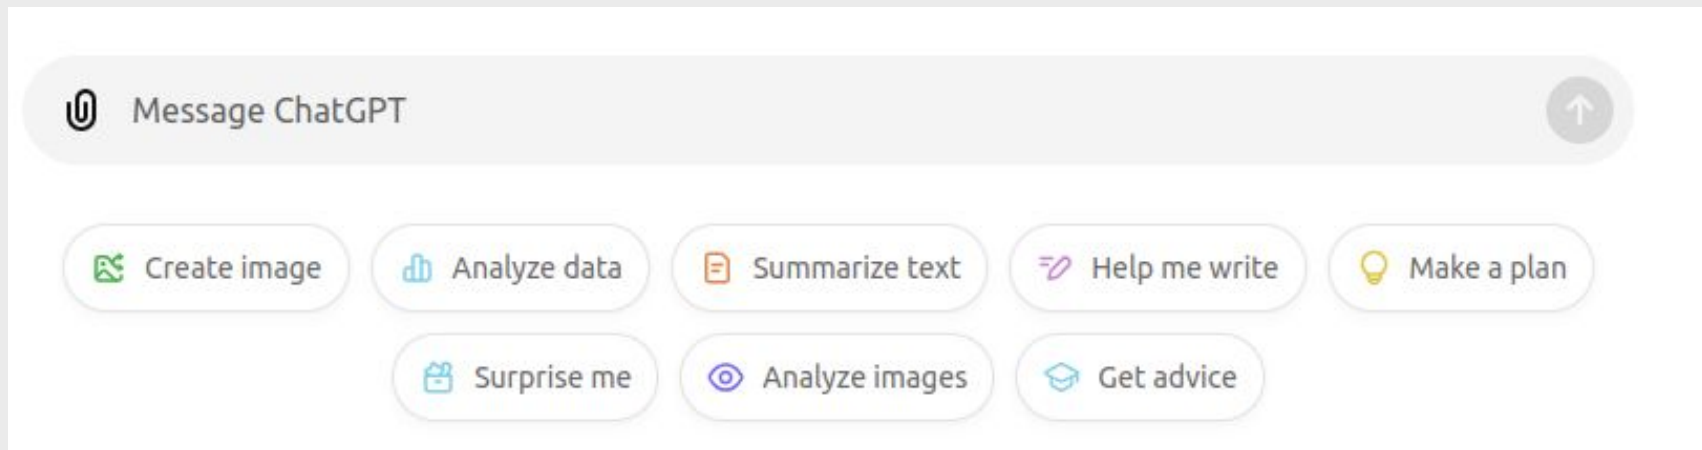 Message ChatGPT
Create image Analyze data Summarize text Help me write Make a plan
Surprise me Analyze images Get advice